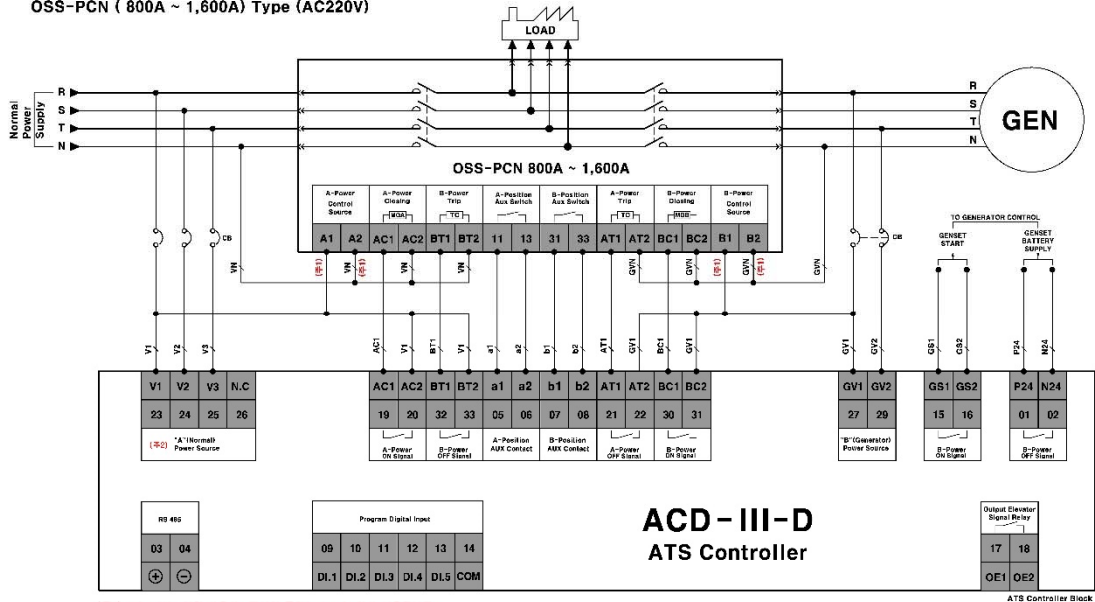 OSS-PCN ( 800A ~ 1,600A) Type (AC220V)
LOAD
Normal Power Supply
R
S
T
N
R
S
T
N
GEN
OSS-PCN 800A ~ 1,600A
A-Power Control Source
A-Power Closing
B-Power Trip
A-Position Aux Switch
B-Position Aux Switch
A-Power Trip
B-Power Closing
B-Power Control Source
TC
TC
A1 A2 AC1 AC2 BT1 BT2 11 13 31 33 AT1 AT2 BC1 BC2 B1 B2
CB
CB
TO GENERATOR CONTROL
GENSET START
GENSET BATTERY SUPPLY
VN
(주1)
VN
(주1)
VN
VN
GVN
GVN
(주1)
GVN
(주1)
GVN
V1
V2
V3
AC1
V1
BT1
V1
a1
a2
b1
b2
AT1
GV1
BC1
GV1
GV1
GV2
GS1
GS2
P24
N24
V1 V2 V3 N.C
AC1 AC2 BT1 BT2 a1 a2 b1 b2 AT1 AT2 BC1 BC2
GV1 GV2
GS1 GS2
P24 N24
23 24 25 26
19 20 32 33 05 06 07 08 21 22 30 31
27 29
15 16
01 02
(주2) "A"(Normal) Power Source
A-Power ON Signal
B-Power OFF Signal
A-Position AUX Contact
B-Position AUX Contact
A-Power OFF Signal
B-Power ON Signal
"B"(Generator) Power Source
B-Power ON Signal
B-Power OFF Signal
RS 485
03 04
⊕ ⊖
Program Digital Input
09 10 11 12 13 14
DI.1 DI.2 DI.3 DI.4 DI.5 COM
ACD-III-D
ATS Controller
Output Elevator Signal Relay
17 18
OE1 OE2
ATS Controller Block